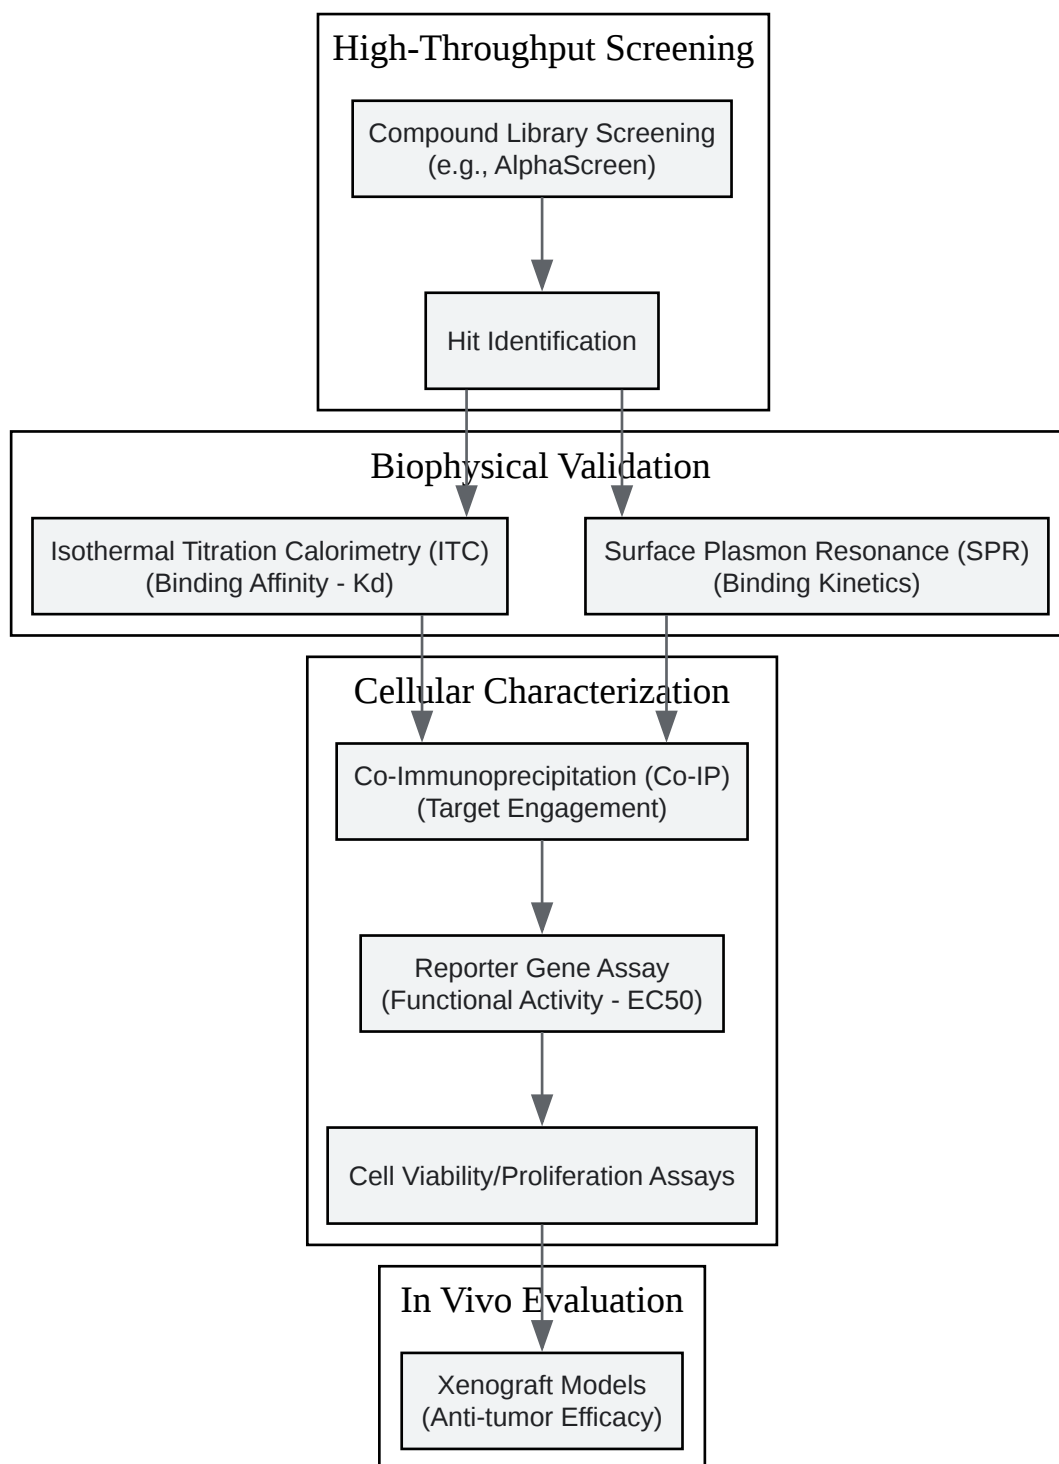 High-Throughput Screening
Compound Library Screening
(e.g., AlphaScreen)
Hit Identification
Biophysical Validation
Isothermal Titration Calorimetry (ITC)
(Binding Affinity - Kd)
Surface Plasmon Resonance (SPR)
(Binding Kinetics)
Cellular Characterization
Co-Immunoprecipitation (Co-IP)
(Target Engagement)
Reporter Gene Assay
(Functional Activity - EC50)
Cell Viability/Proliferation Assays
In Vivo Evaluation
Xenograft Models
(Anti-tumor Efficacy)